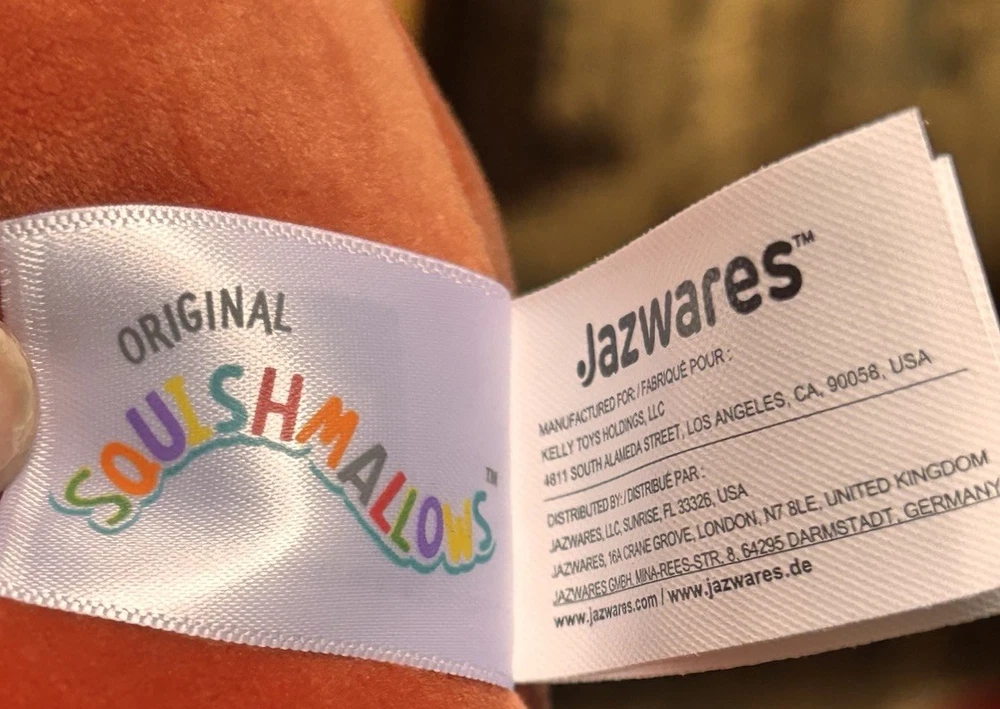 ORIGINAL
SQUISHMALLOWS™
Jazwares™
MANUFACTURED FOR: / FABRIQUÉ POUR :
KELLY TOYS HOLDINGS, LLC
4811 SOUTH ALAMEDA STREET, LOS ANGELES, CA, 90058, USA
DISTRIBUTED BY: / DISTRIBUÉ PAR :
JAZWARES, LLC, SUNRISE, FL 33326, USA
JAZWARES, 16A CRANE GROVE, LONDON, N7 8LE, UNITED KINGDOM
JAZWARES GMBH, MINA-REES-STR. 8, 64295 DARMSTADT, GERMANY
www.jazwares.com | www.jazwares.de